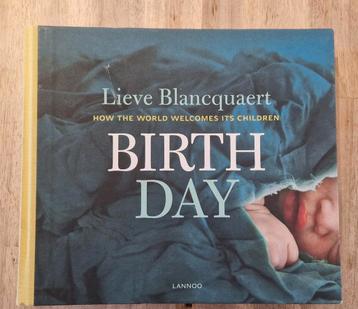 Lieve Blancquaert
HOW THE WORLD WELCOMES ITS CHILDREN
BIRTH
DAY
LANNOO